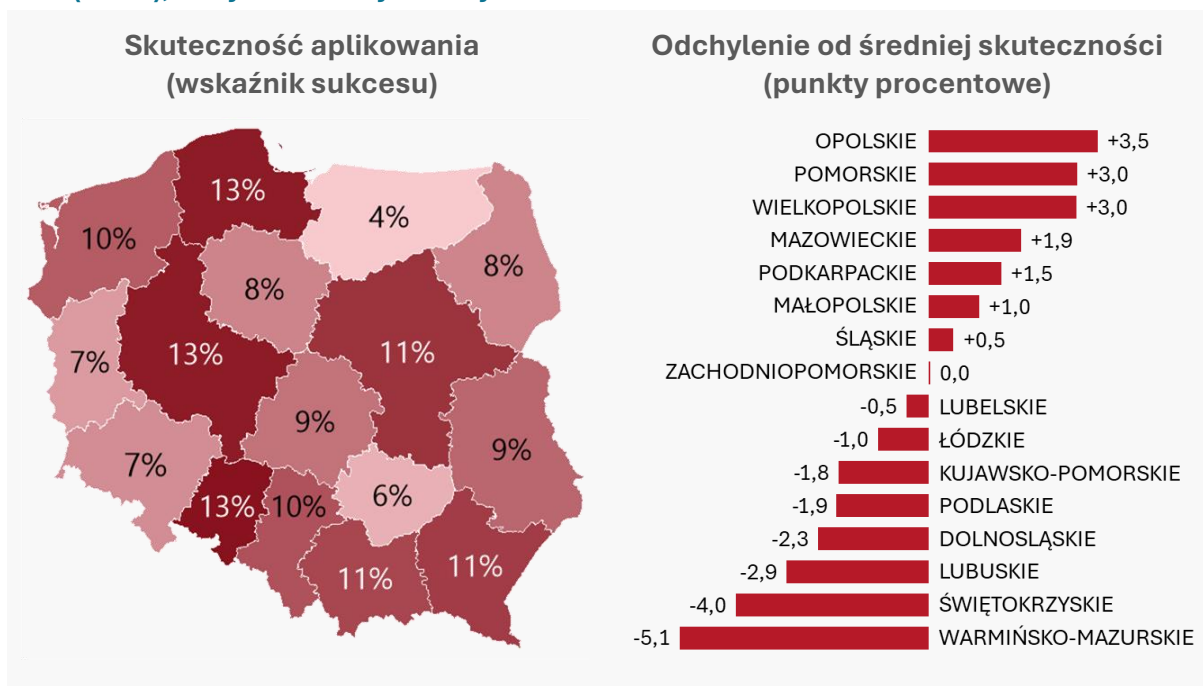 Skuteczność aplikowania
(wskaźnik sukcesu)
13%
4%
10%
8%
8%
7%
13%
11%
9%
7%
9%
13%
10%
6%
11%
11%
Odchylenie od średniej skuteczności
(punkty procentowe)
OPOLSKIE +3,5
POMORSKIE +3,0
WIELKOPOLSKIE +3,0
MAZOWIECKIE +1,9
PODKARPACKIE +1,5
MAŁOPOLSKIE +1,0
ŚLĄSKIE +0,5
ZACHODNIOPOMORSKIE 0,0
-0,5 LUBELSKIE
-1,0 ŁÓDZKIE
-1,8 KUJAWSKO-POMORSKIE
-1,9 PODLASKIE
-2,3 DOLNOSLĄSKIE
-2,9 LUBUSKIE
-4,0 ŚWIĘTOKRZYSKIE
-5,1 WARMIŃSKO-MAZURSKIE